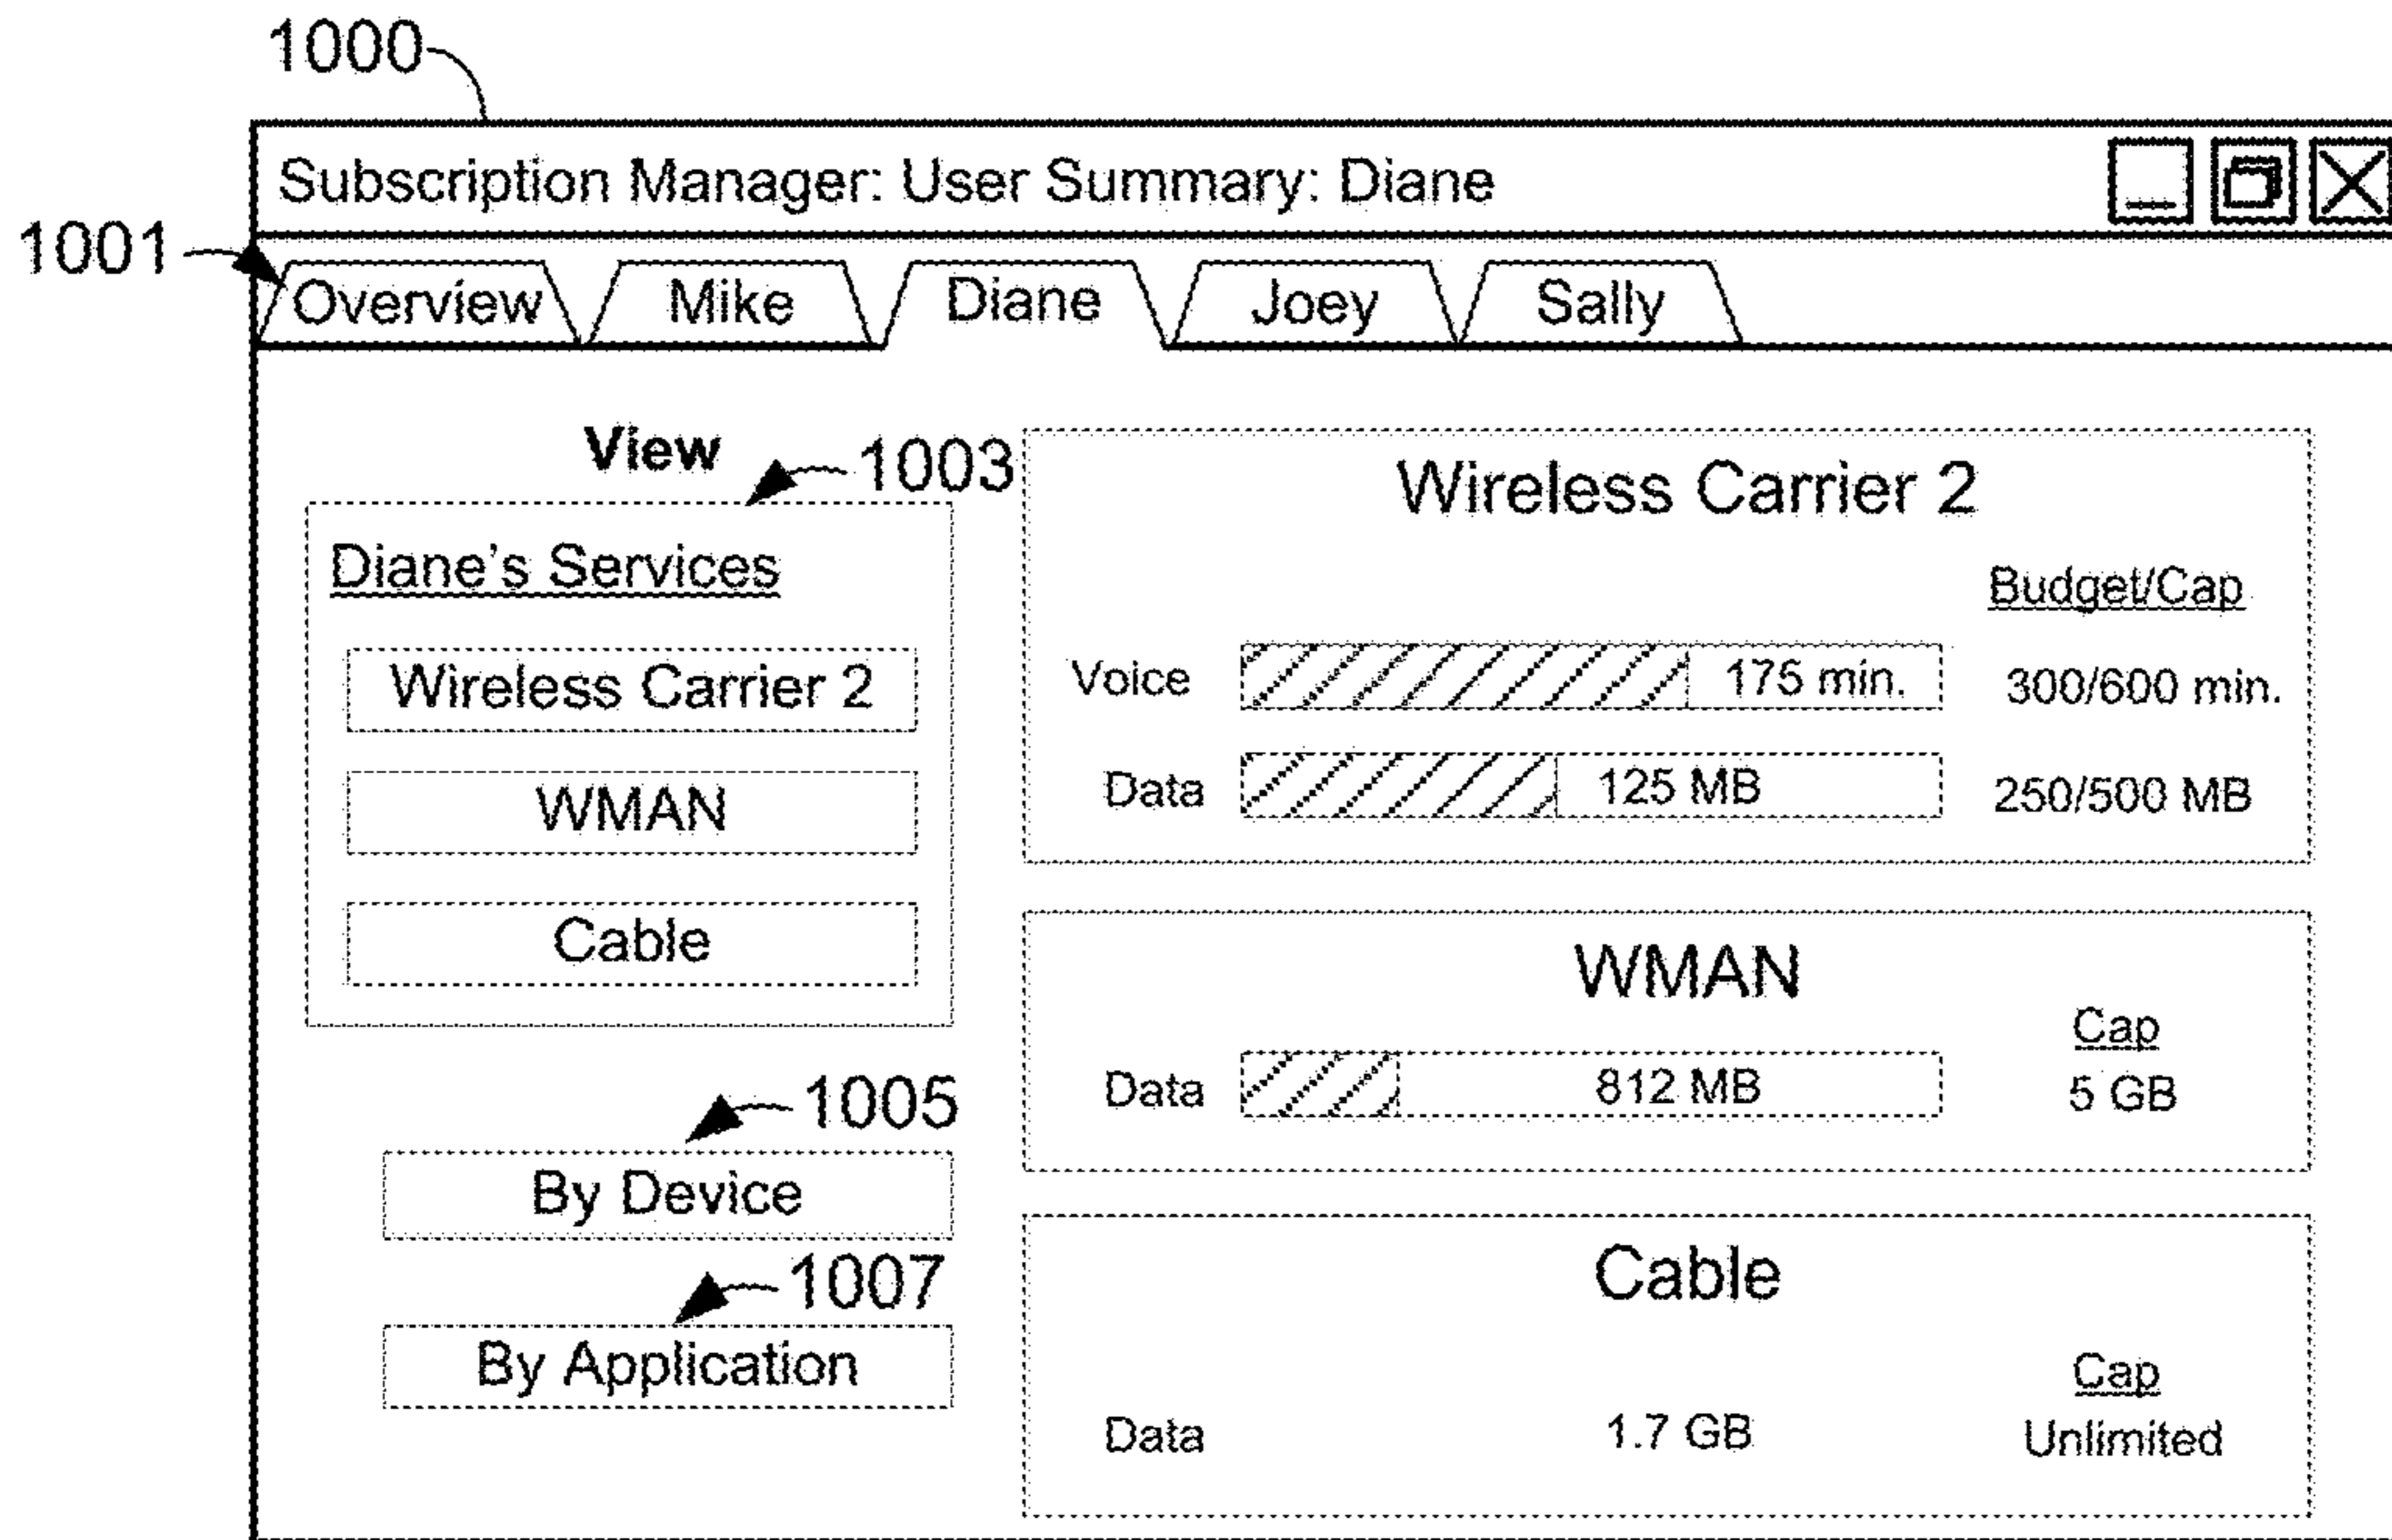 1000
Subscription Manager: User Summary: Diane
1001
Overview Mike Diane Joey Sally
View
1003
Diane's Services
Wireless Carrier 2
WMAN
Cable
1005
By Device
1007
By Application
Wireless Carrier 2
Budget/Cap
Voice 175 min. 300/600 min.
Data 125 MB 250/500 MB
WMAN
Cap
Data 812 MB 5 GB
Cable
Cap
Data 1.7 GB Unlimited